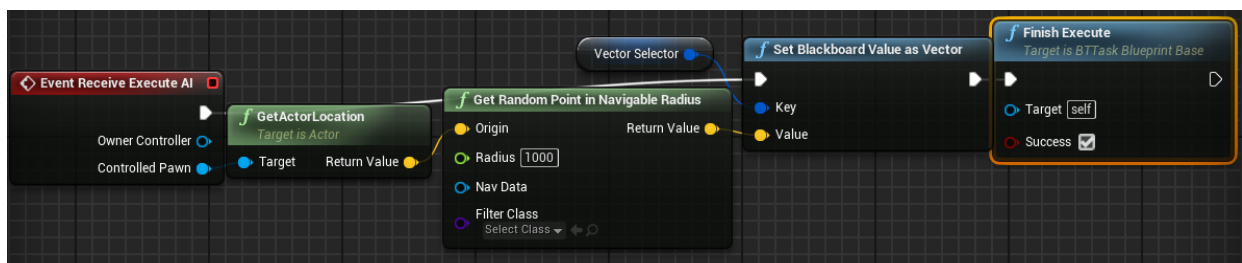 Event Receive Execute AI
Owner Controller
Controlled Pawn
GetActorLocation
Target is Actor
Target
Return Value
Get Random Point in Navigable Radius
Origin
Return Value
Radius 1000
Nav Data
Filter Class
Select Class
Vector Selector
Set Blackboard Value as Vector
Key
Value
Finish Execute
Target is BTTask Blueprint Base
Target self
Success